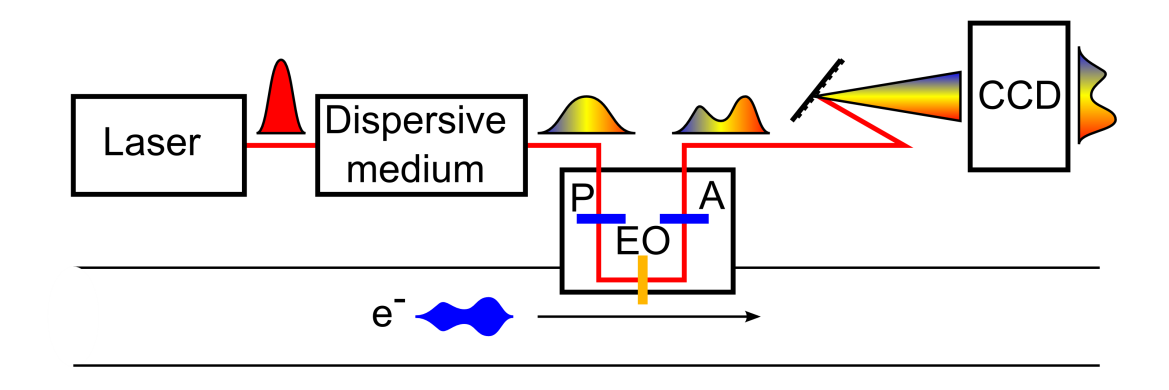 Laser
Dispersive
medium
P
A
EO
CCD
e-